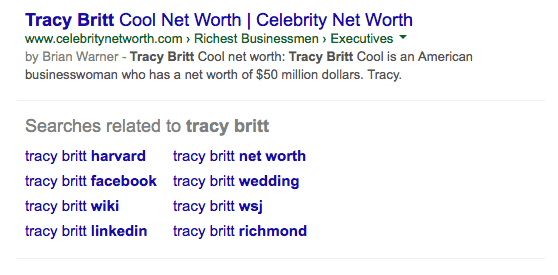 Tracy Britt Cool Net Worth | Celebrity Net Worth
www.celebritynetworth.com › Richest Businessmen › Executives
by Brian Warner - Tracy Britt Cool net worth: Tracy Britt Cool is an American
businesswoman who has a net worth of $50 million dollars. Tracy.
Searches related to tracy britt
tracy britt harvard tracy britt net worth
tracy britt facebook tracy britt wedding
tracy britt wiki tracy britt wsj
tracy britt linkedin tracy britt richmond